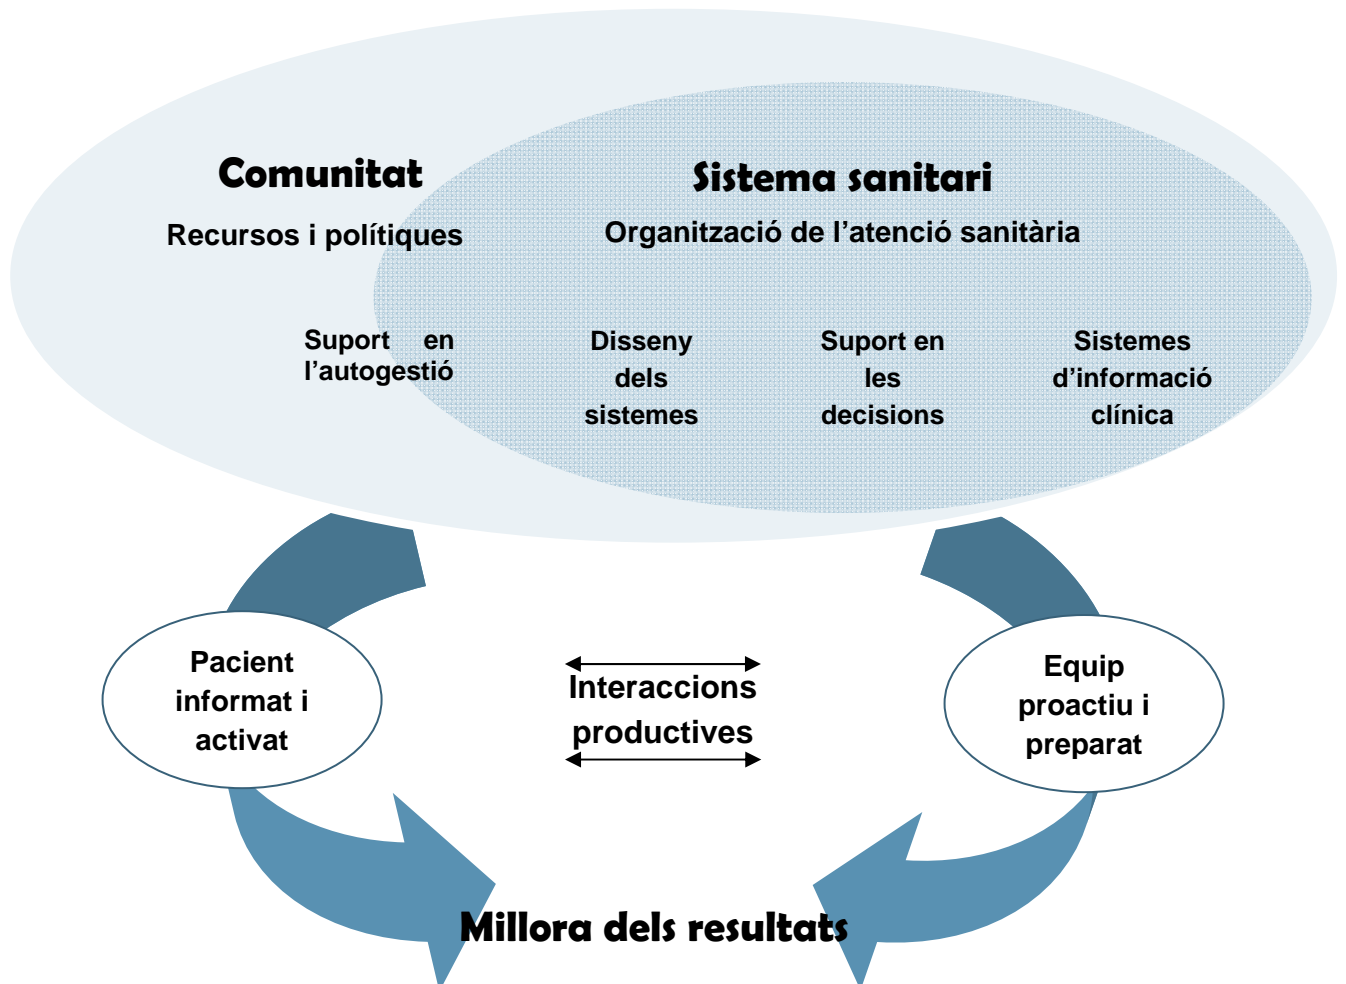 Comunitat
Recursos i polítiques
Sistema sanitari
Organització de l’atenció sanitària
Suport en
l’autogestió
Disseny
dels
sistemes
Suport en
les
decisions
Sistemes
d’informació
clínica
Pacient
informat i
activat
Interaccions
productives
Equip
proactiu i
preparat
Millora dels resultats